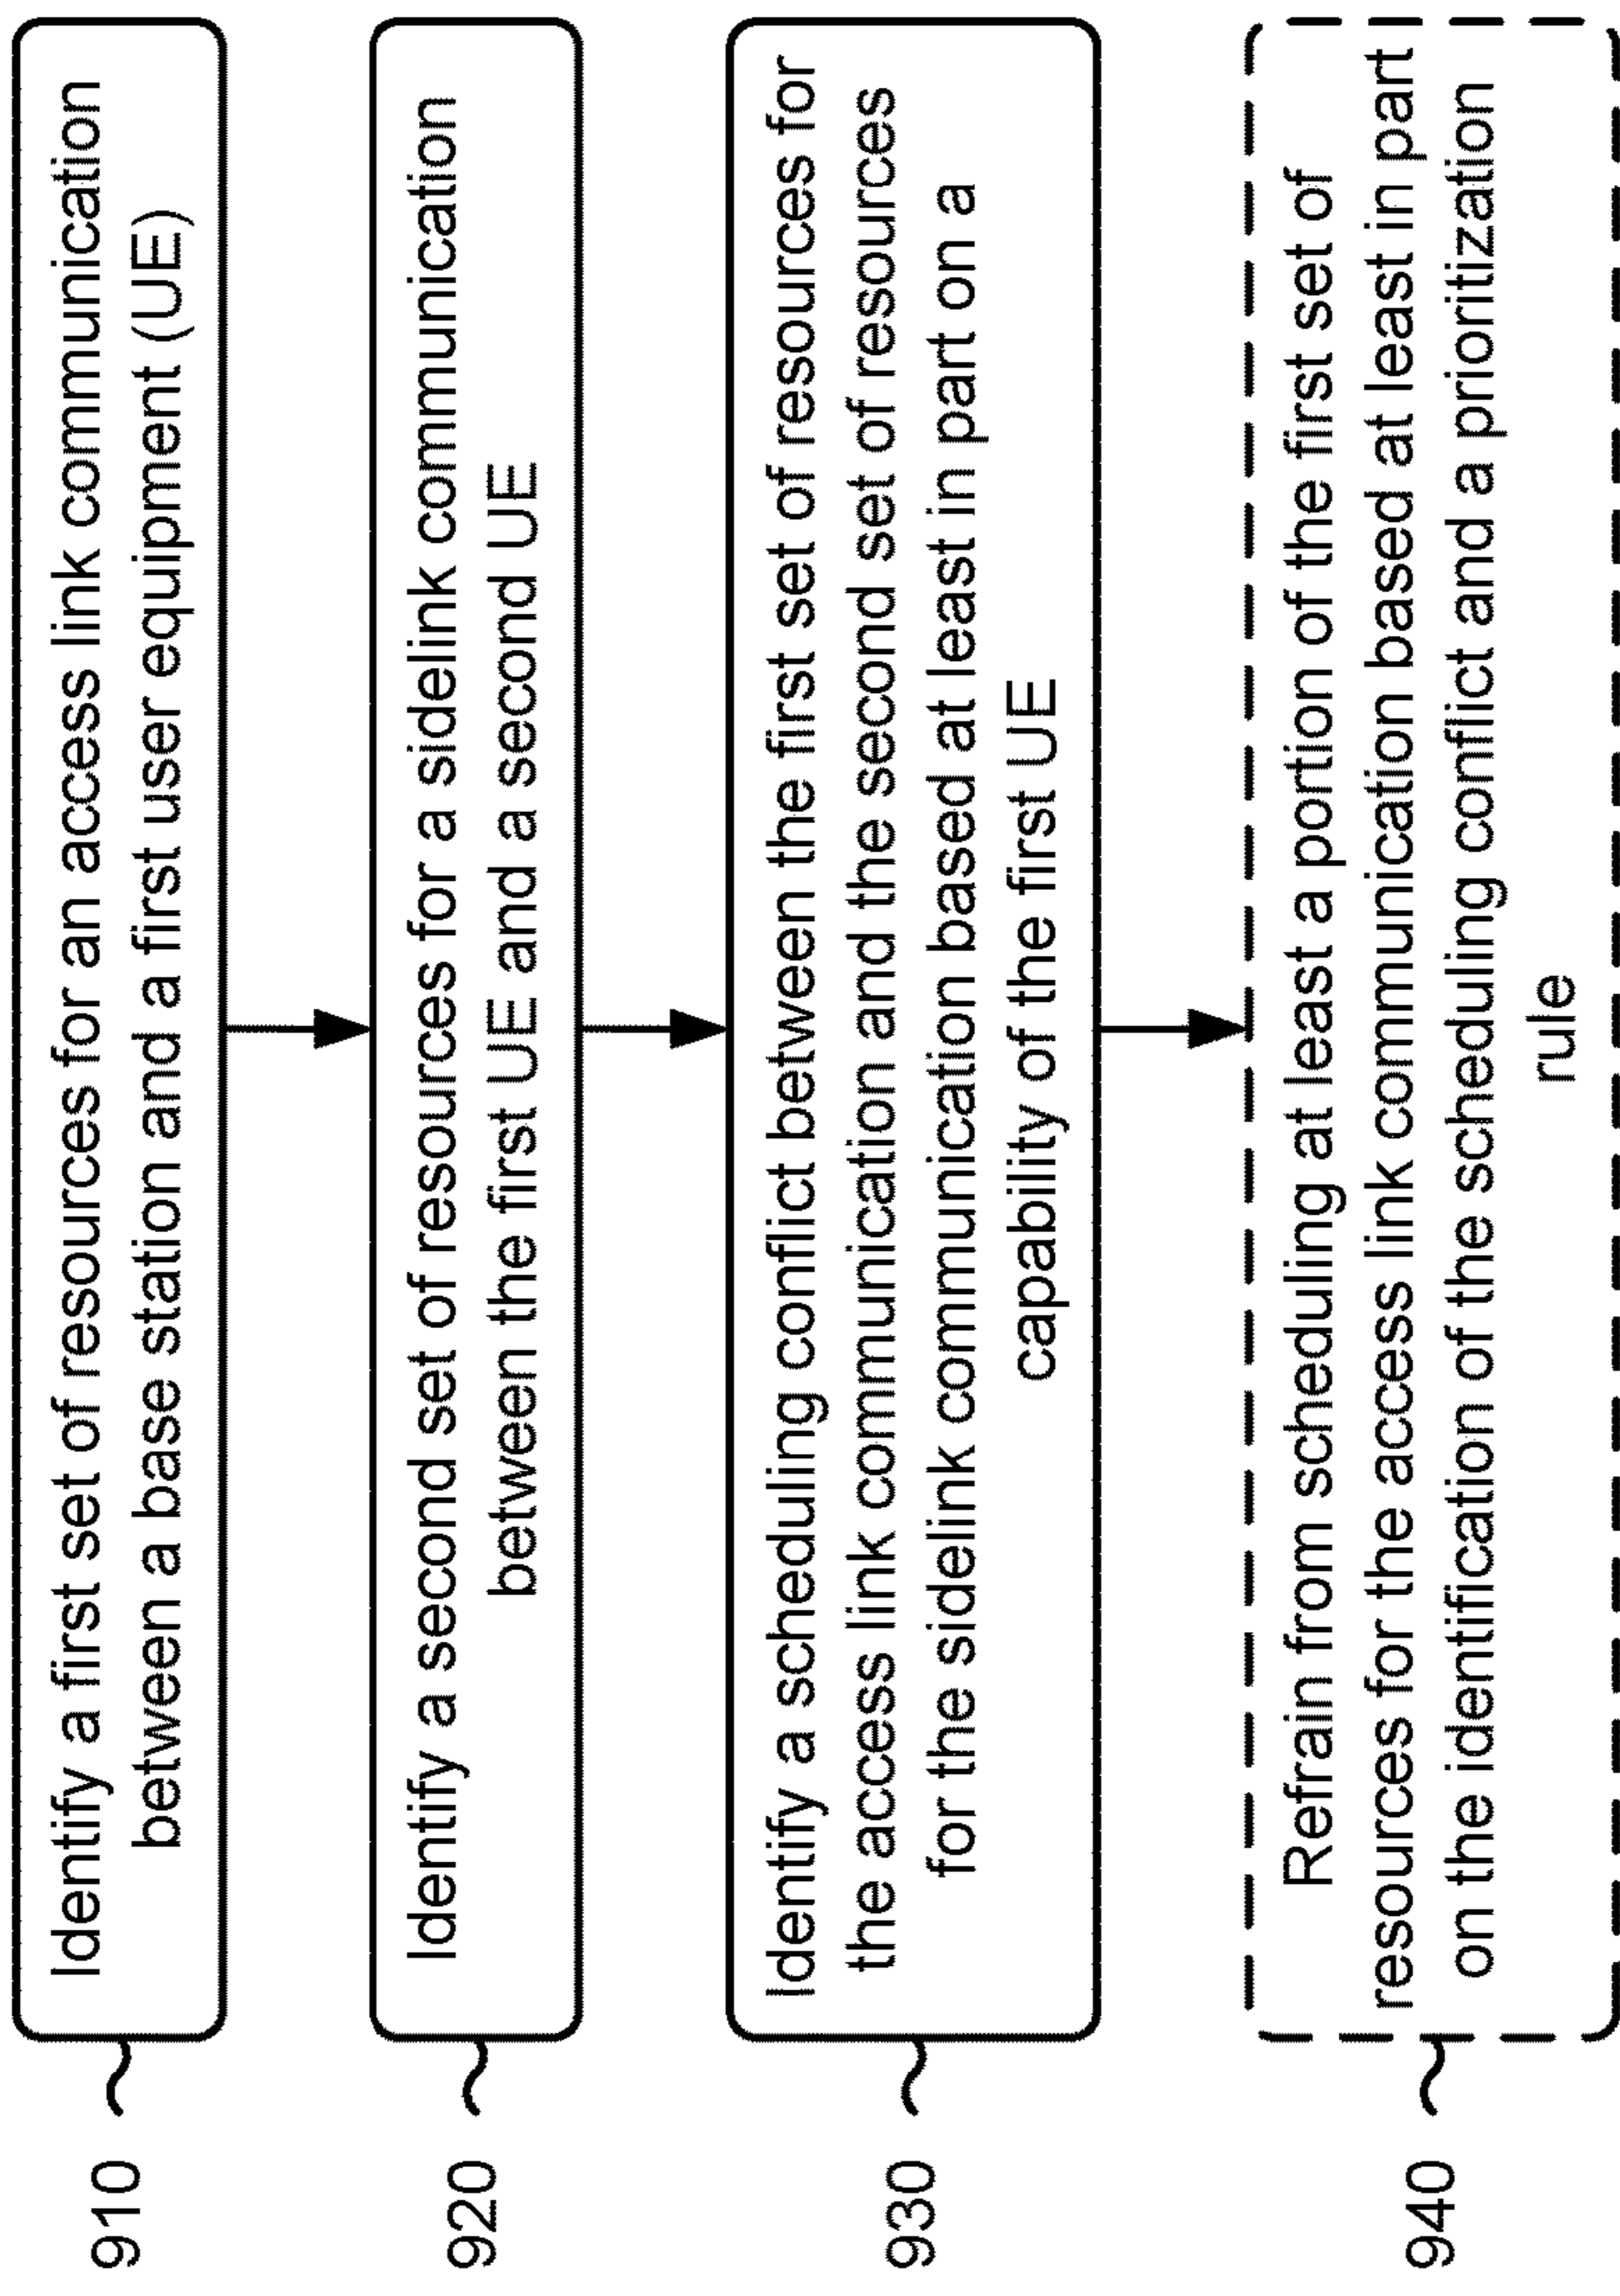 910
Identify a first set of resources for an access link communication
between a base station and a first user equipment (UE)
920
Identify a second set of resources for a sidelink communication
between the first UE and a second UE
930
Identify a scheduling conflict between the first set of resources for
the access link communication and the second set of resources
for the sidelink communication based at least in part on a
capability of the first UE
940
Refrain from scheduling at least a portion of the first set of
resources for the access link communication based at least in part
on the identification of the scheduling conflict and a prioritization
rule